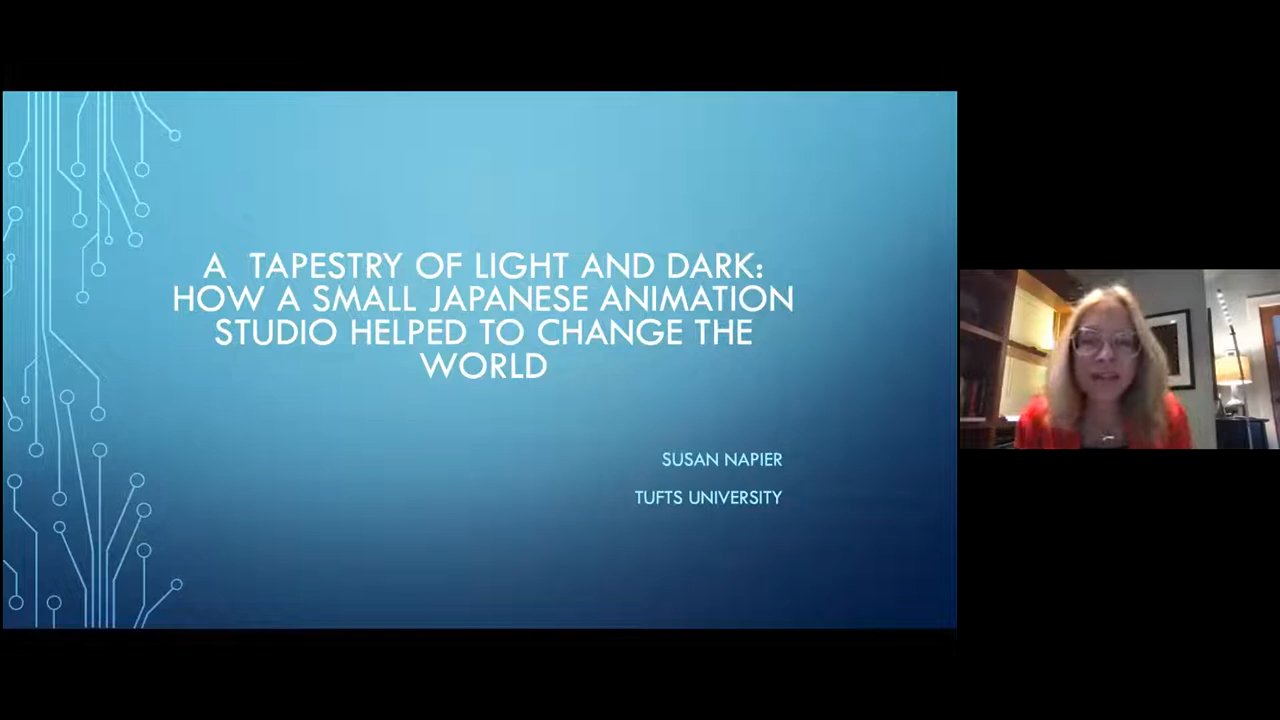 A TAPESTRY OF LIGHT AND DARK:
HOW A SMALL JAPANESE ANIMATION
STUDIO HELPED TO CHANGE THE
WORLD
SUSAN NAPIER
TUFTS UNIVERSITY